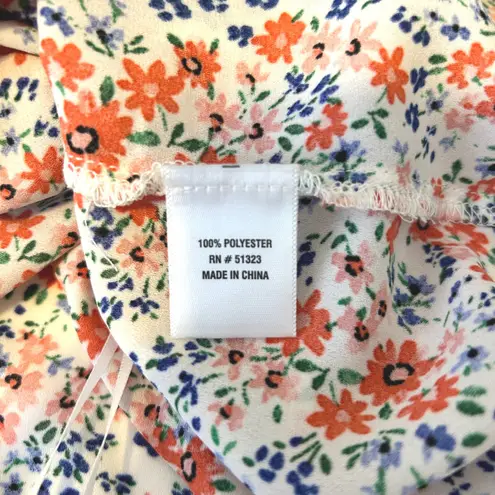 100% POLYESTER
RN # 51323
MADE IN CHINA